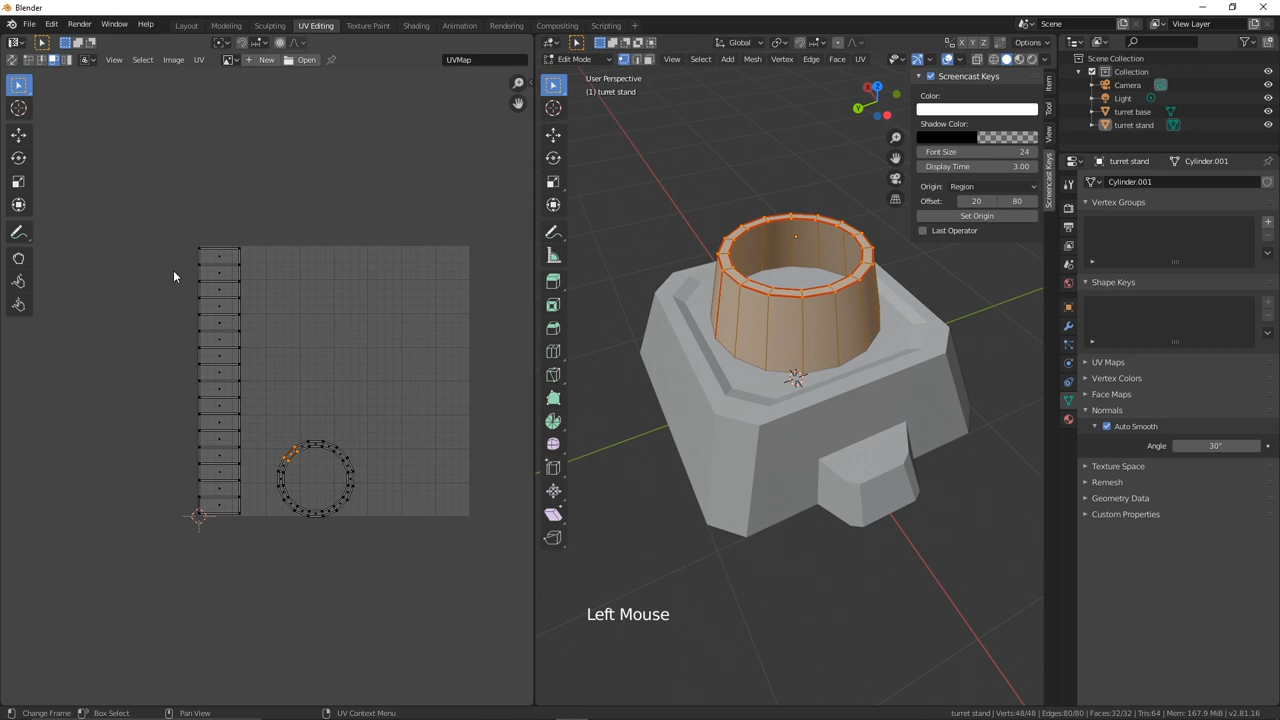 Blender
File Edit Render Window Help Layout Modeling Sculpting UV Editing Texture Paint Shading Animation Rendering Compositing Scripting + Scene View Layer
Global X Y Z Options
View Select Image UV New Open UVMap
Edit Mode View Select Add Mesh Vertex Edge Face UV
User Perspective
(1) turret stand
Screencast Keys
Color:
Shadow Color:
Font Size 24
Display Time 3.00
Origin: Region
Offset: 20 80
Set Origin
Last Operator
Item
Tool
View
Screencast Keys
X Y Z
Scene Collection
Collection
Camera
Light
turret base
turret stand
turret stand Cylinder.001
Cylinder.001
Vertex Groups
Shape Keys
UV Maps
Vertex Colors
Face Maps
Normals
Auto Smooth
Angle 30°
Texture Space
Remesh
Geometry Data
Custom Properties
Left Mouse
Change Frame Box Select Pan View UV Context Menu turret stand | Verts:48/48 | Edges:80/80 | Faces:32/32 | Tris:64 | Mem: 167.9 MiB | v2.81.16